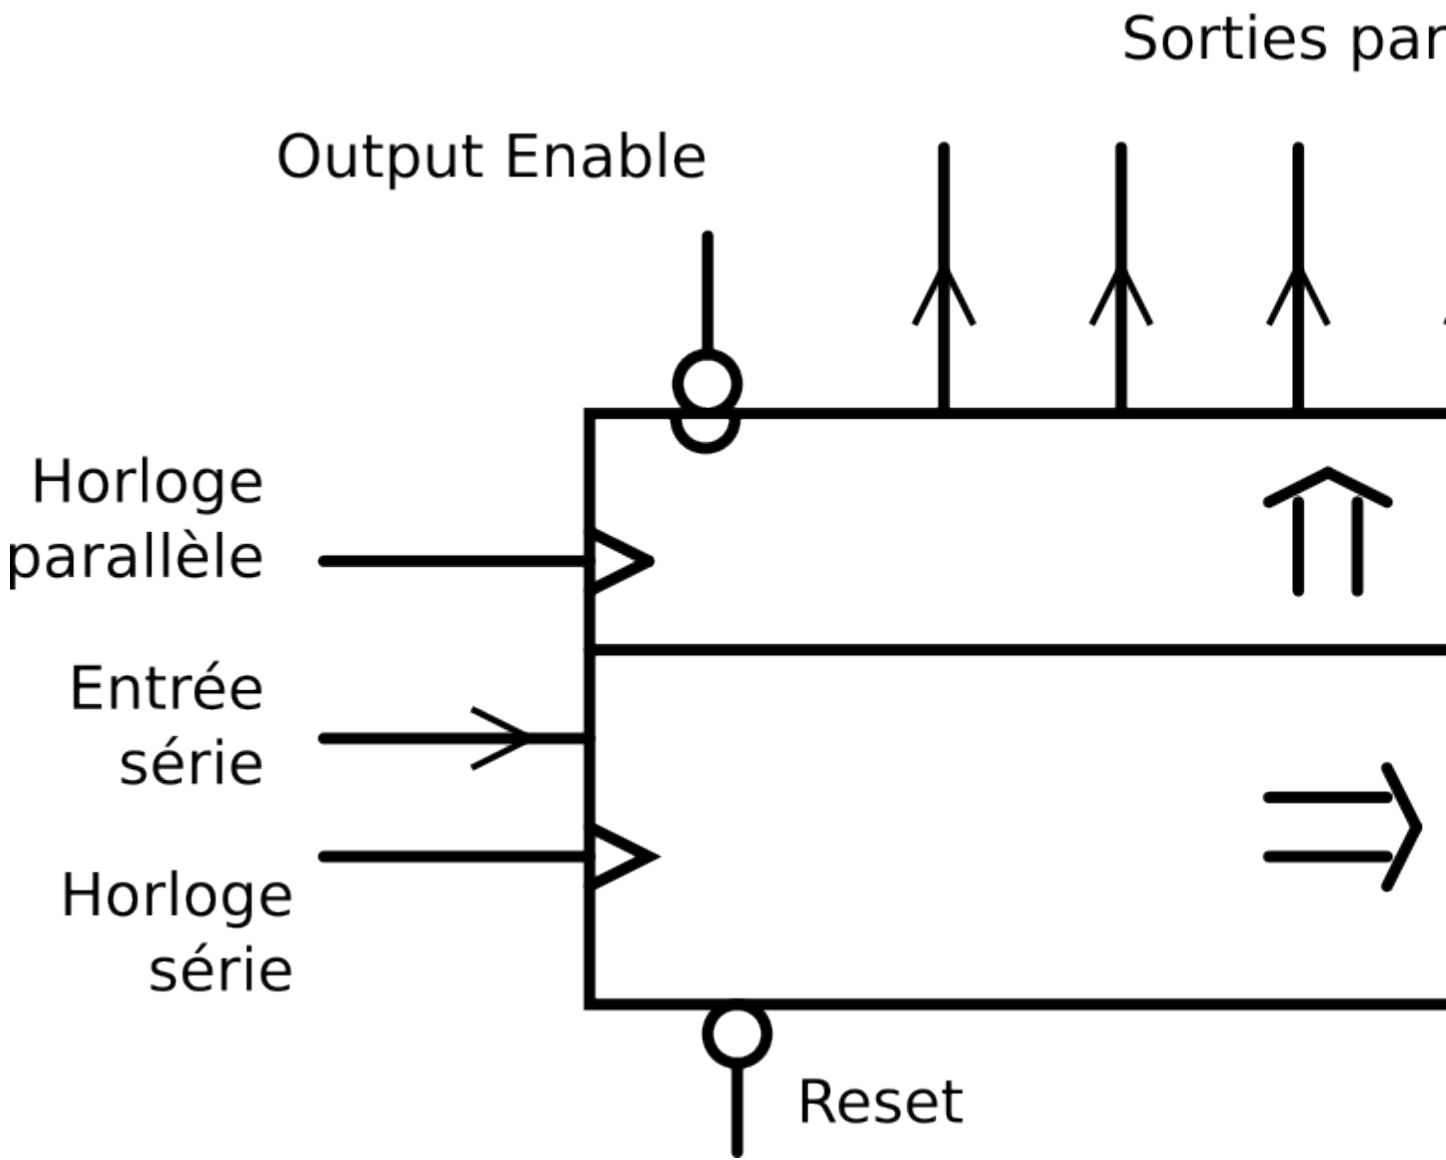 Sorties par
Output Enable
Horloge
parallèle
Entrée
série
Horloge
série
Reset